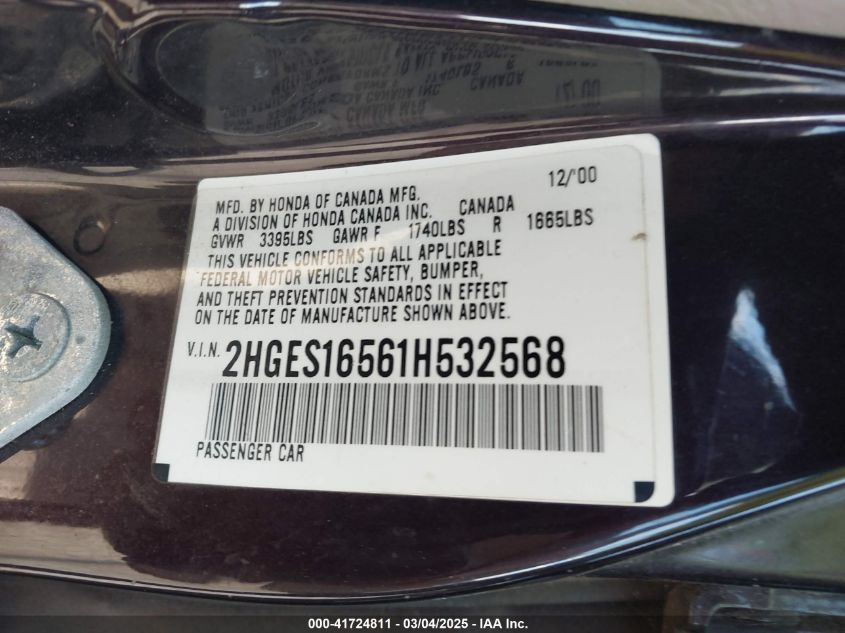 12/'00
MFD. BY HONDA OF CANADA MFG.
A DIVISION OF HONDA CANADA INC. CANADA
GVWR 3395LBS GAWR F 1740LBS R 1665LBS
THIS VEHICLE CONFORMS TO ALL APPLICABLE
FEDERAL MOTOR VEHICLE SAFETY, BUMPER,
AND THEFT PREVENTION STANDARDS IN EFFECT
ON THE DATE OF MANUFACTURE SHOWN ABOVE.
V.I.N. 2HGES16561H532568
PASSENGER CAR
000-41724811 — 03/04/2025 — IAA Inc.